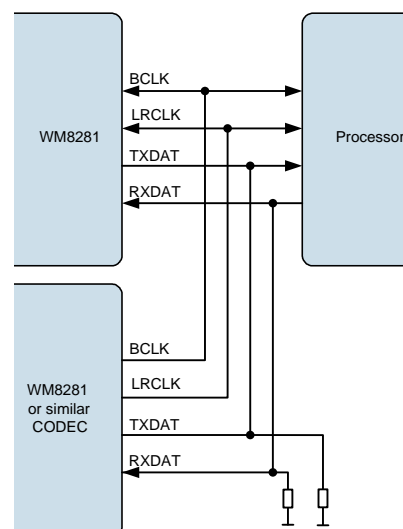 BCLK
LRCLK
WM8281
Processor
TXDAT
RXDAT
BCLK
LRCLK
WM8281
or similar
CODEC
TXDAT
RXDAT